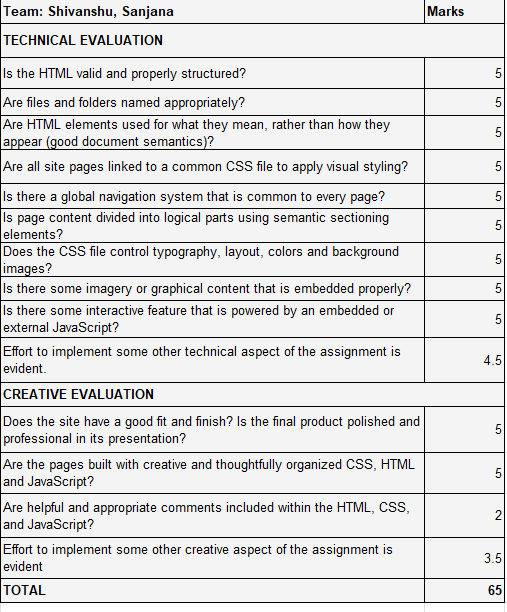 Team: Shivanshu, Sanjana Marks
TECHNICAL EVALUATION
Is the HTML valid and properly structured? 5
Are files and folders named appropriately? 5
Are HTML elements used for what they mean, rather than how they
appear (good document semantics)? 5
Are all site pages linked to a common CSS file to apply visual styling? 5
Is there a global navigation system that is common to every page? 5
Is page content divided into logical parts using semantic sectioning
elements? 5
Does the CSS file control typography, layout, colors and background
images? 5
Is there some imagery or graphical content that is embedded properly? 5
Is there some interactive feature that is powered by an embedded or
external JavaScript? 5
Effort to implement some other technical aspect of the assignment is
evident. 4.5
CREATIVE EVALUATION
Does the site have a good fit and finish? Is the final product polished and
professional in its presentation? 5
Are the pages built with creative and thoughtfully organized CSS, HTML
and JavaScript? 5
Are helpful and appropriate comments included within the HTML, CSS,
and JavaScript? 2
Effort to implement some other creative aspect of the assignment is
evident 3.5
TOTAL 65